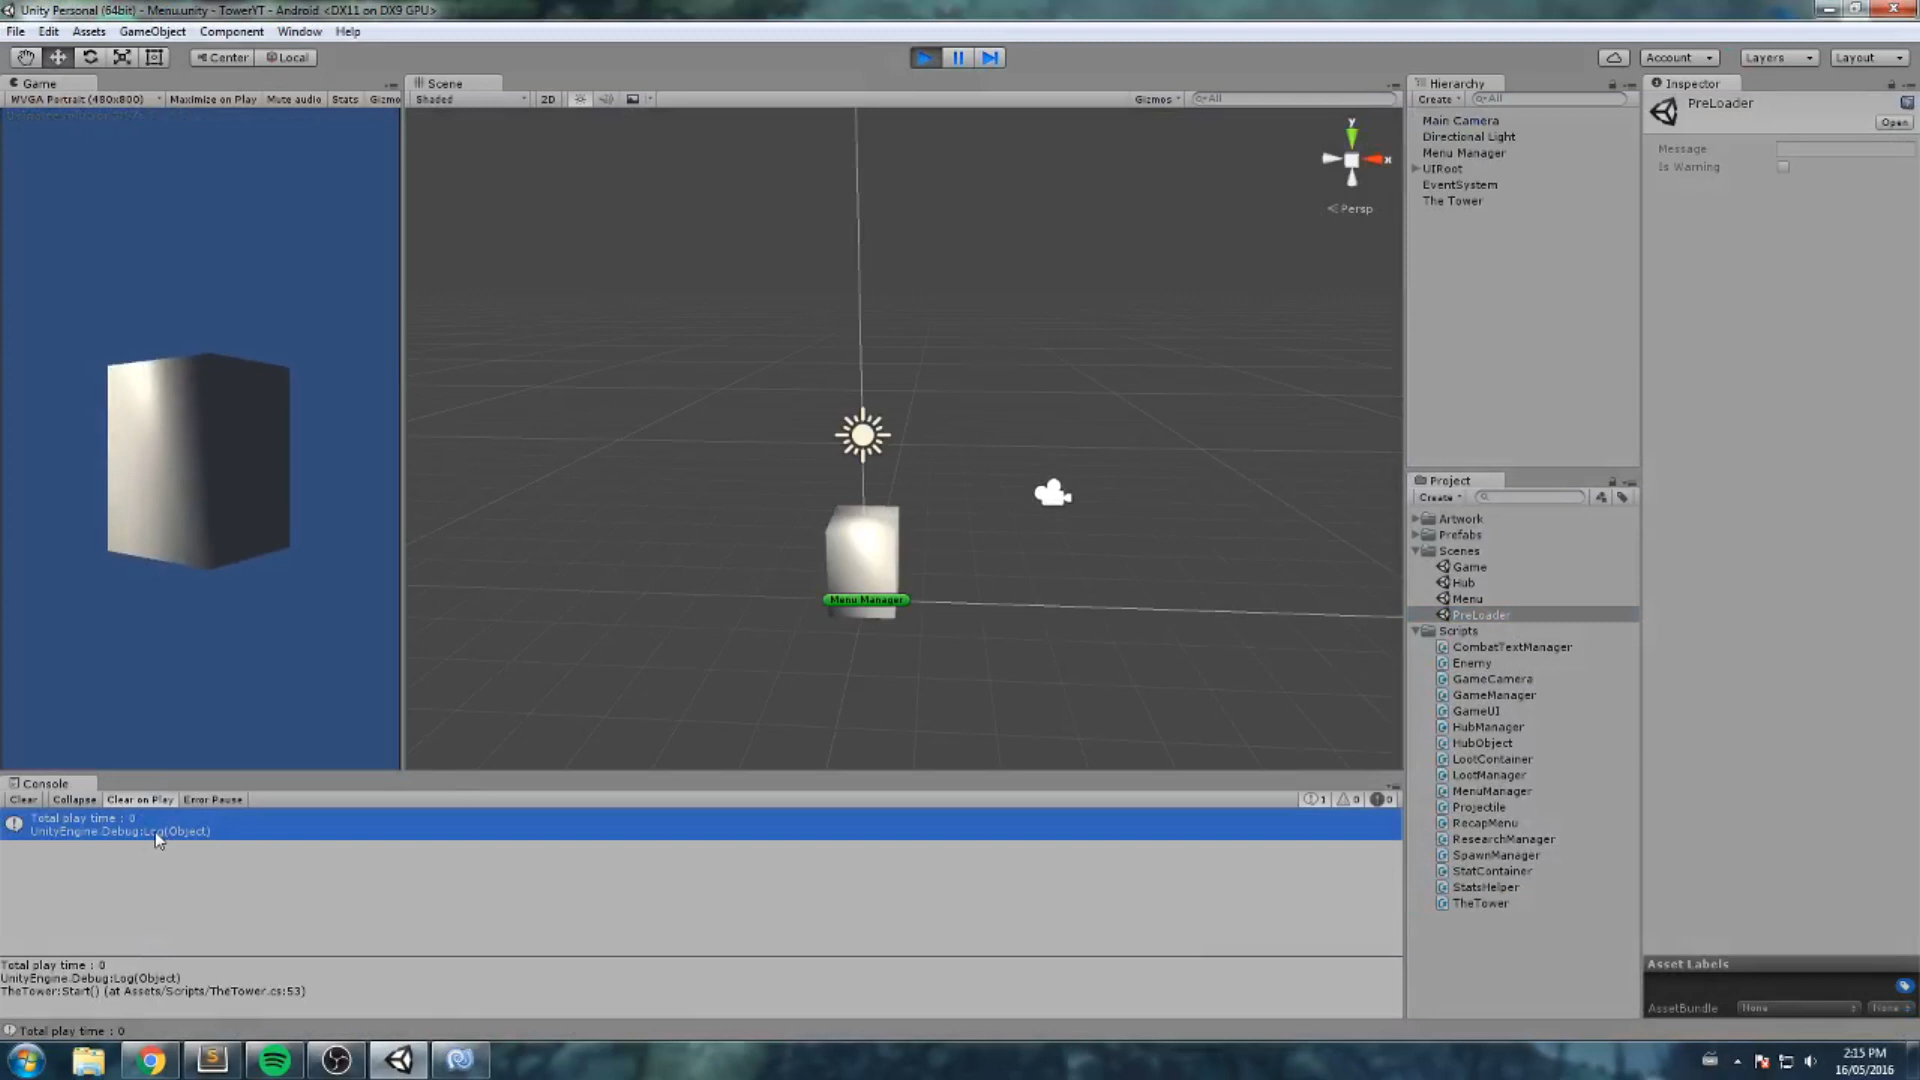 Unity Personal (64bit) - Menu.unity - TowerYT - Android <DX11 on DX9 GPU>
File Edit Assets GameObject Component Window Help
Center Local Account Layers Layout
Game Scene Hierarchy Inspector
WVGA Portrait (480x800) Maximize on Play Mute audio Stats Gizmo Shaded 2D Gizmos All Create All
PreLoader
Open
Message
Is Warning
Main Camera
Directional Light
Menu Manager
UIRoot
EventSystem
The Tower
y
x
Persp
Menu Manager
Project
Create
Artwork
Prefabs
Scenes
Game
Hub
Menu
PreLoader
Scripts
CombatTextManager
Enemy
GameCamera
GameManager
GameUI
HubManager
HubObject
LootContainer
LootManager
MenuManager
Projectile
RecapMenu
ResearchManager
SpawnManager
StatContainer
StatsHelper
TheTower
Console
Clear Collapse Clear on Play Error Pause 1 0 0
Total play time : 0
UnityEngine.Debug:Log(Object)
Total play time : 0
UnityEngine.Debug:Log(Object)
TheTower:Start() (at Assets/Scripts/TheTower.cs:53)
Total play time : 0
Asset Labels
AssetBundle None None
2:15 PM
16/05/2016